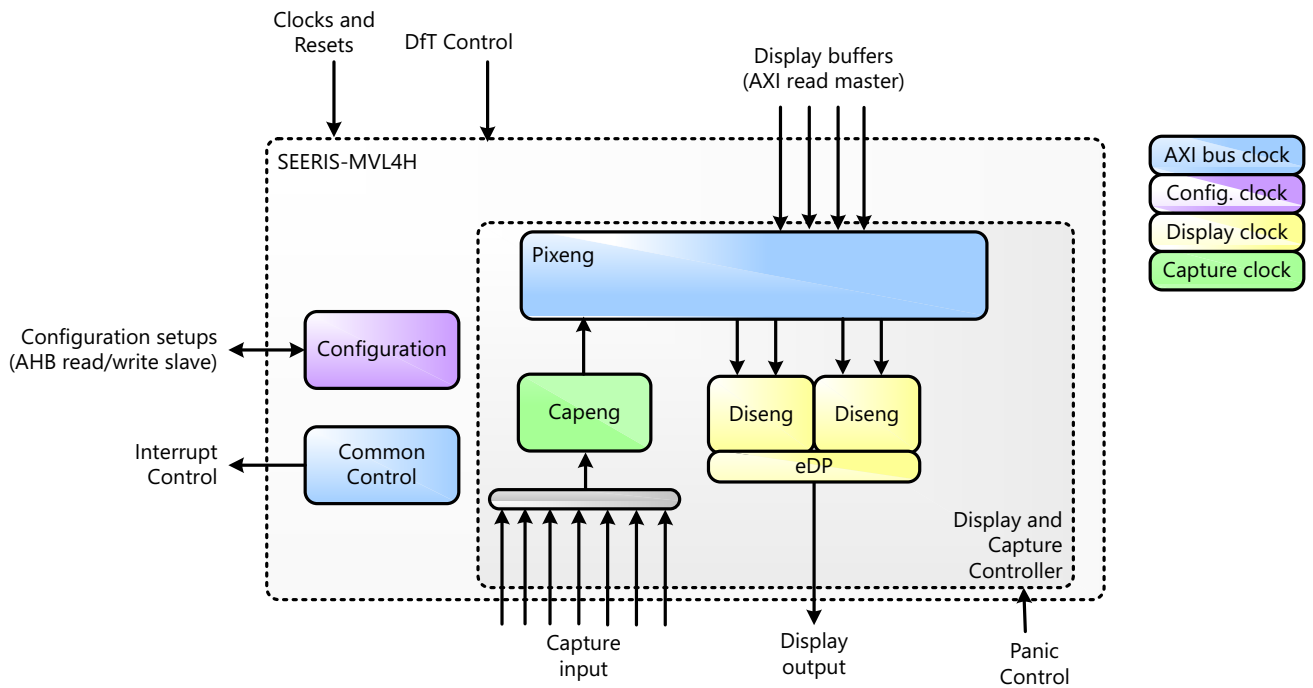 Clocks and
Resets
DfT Control
Display buffers
(AXI read master)
SEERIS-MVL4H
AXI bus clock
Config. clock
Display clock
Capture clock
Pixeng
Configuration setups
(AHB read/write slave)
Configuration
Capeng
Diseng
Diseng
eDP
Interrupt
Control
Common
Control
Display and
Capture
Controller
Capture
input
Display
output
Panic
Control